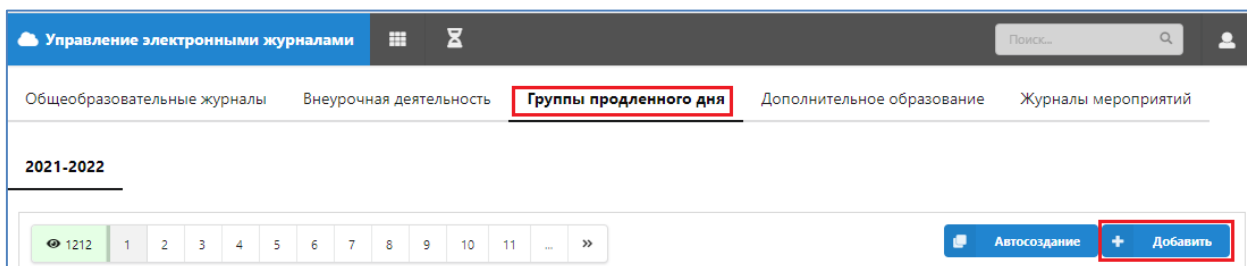 Управление электронными журналами Поиск...
Общеобразовательные журналы Внеурочная деятельность Группы продленного дня Дополнительное образование Журналы мероприятий
2021-2022
1212 1 2 3 4 5 6 7 8 9 10 11 ... » Автосоздание + Добавить